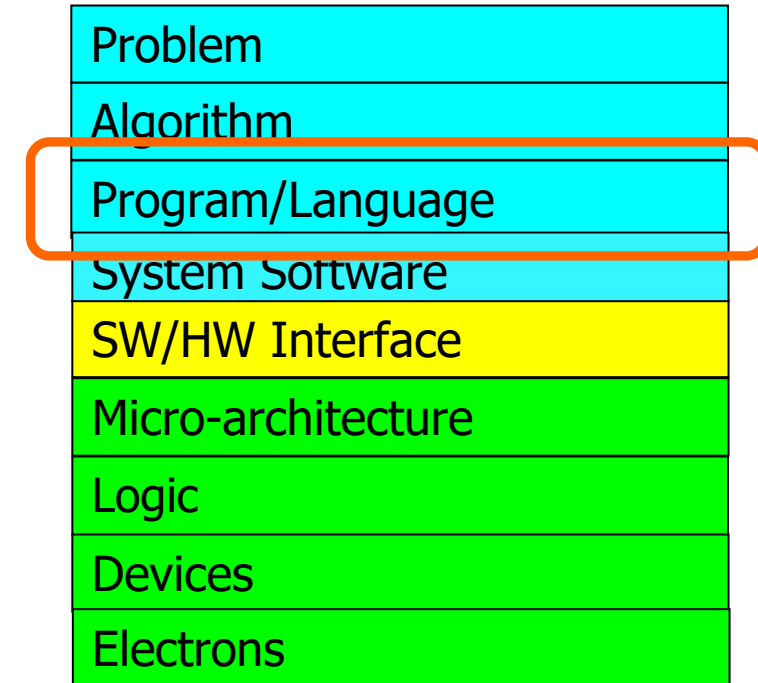 Problem
Algorithm
Program/Language
System Software
SW/HW Interface
Micro-architecture
Logic
Devices
Electrons